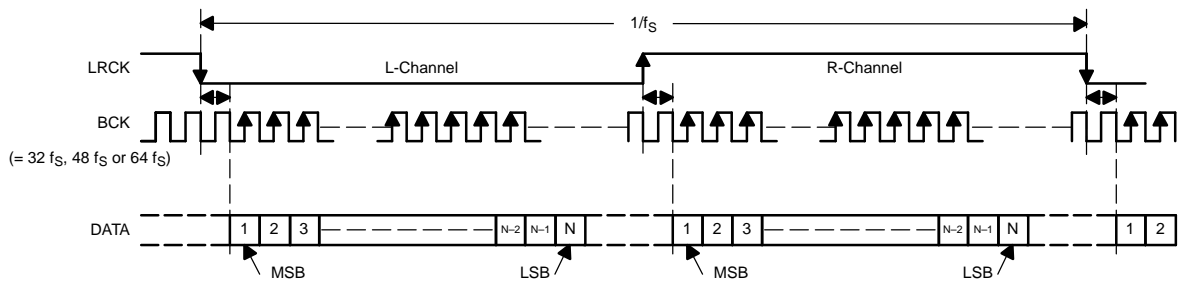 1/fS
LRCK L-Channel R-Channel
BCK
(= 32 fS, 48 fS or 64 fS)
DATA 1 2 3 N–2 N–1 N 1 2 3 N–2 N–1 N 1 2
MSB LSB MSB LSB